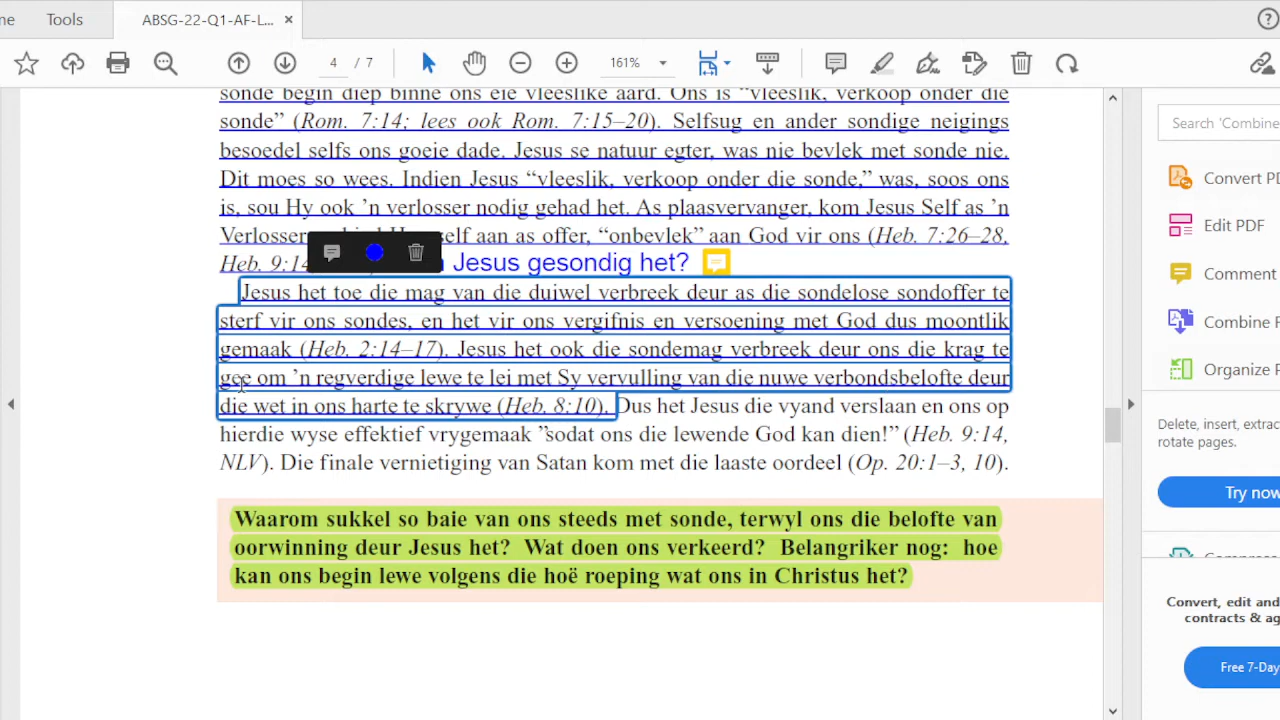 me
Tools
ABSG-22-Q1-AF-L...
4 / 7
161%
sonde begin diep binne ons eie vleeslike aard. Ons is “vleeslik, verkoop onder die
sonde” (Rom. 7:14; lees ook Rom. 7:15–20). Selfsug en ander sondige neigings
besoedel selfs ons goeie dade. Jesus se natuur egter, was nie bevlek met sonde nie.
Dit moes so wees. Indien Jesus “vleeslik, verkoop onder die sonde,” was, soos ons
is, sou Hy ook ’n verlosser nodig gehad het. As plaasvervanger, kom Jesus Self as ’n
Verlosser self aan as offer, “onbevlek” aan God vir ons (Heb. 7:26–28,
Heb. 9:14 Jesus gesondig het?
Jesus het toe die mag van die duiwel verbreek deur as die sondelose sondoffer te
sterf vir ons sondes, en het vir ons vergifnis en versoening met God dus moontlik
gemaak (Heb. 2:14–17). Jesus het ook die sondemag verbreek deur ons die krag te
gee om ’n regverdige lewe te lei met Sy vervulling van die nuwe verbondsbelofte deur
die wet in ons harte te skrywe (Heb. 8:10). Dus het Jesus die vyand verslaan en ons op
hierdie wyse effektief vrygemaak ”sodat ons die lewende God kan dien!” (Heb. 9:14,
NLV). Die finale vernietiging van Satan kom met die laaste oordeel (Op. 20:1–3, 10).
Waarom sukkel so baie van ons steeds met sonde, terwyl ons die belofte van
oorwinning deur Jesus het? Wat doen ons verkeerd? Belangriker nog: hoe
kan ons begin lewe volgens die hoë roeping wat ons in Christus het?
Search 'Combine
Convert PD
Edit PDF
Comment
Combine F
Organize P
Delete, insert, extrac
rotate pages.
Try now
Convert, edit and
contracts & ag
Free 7-Day